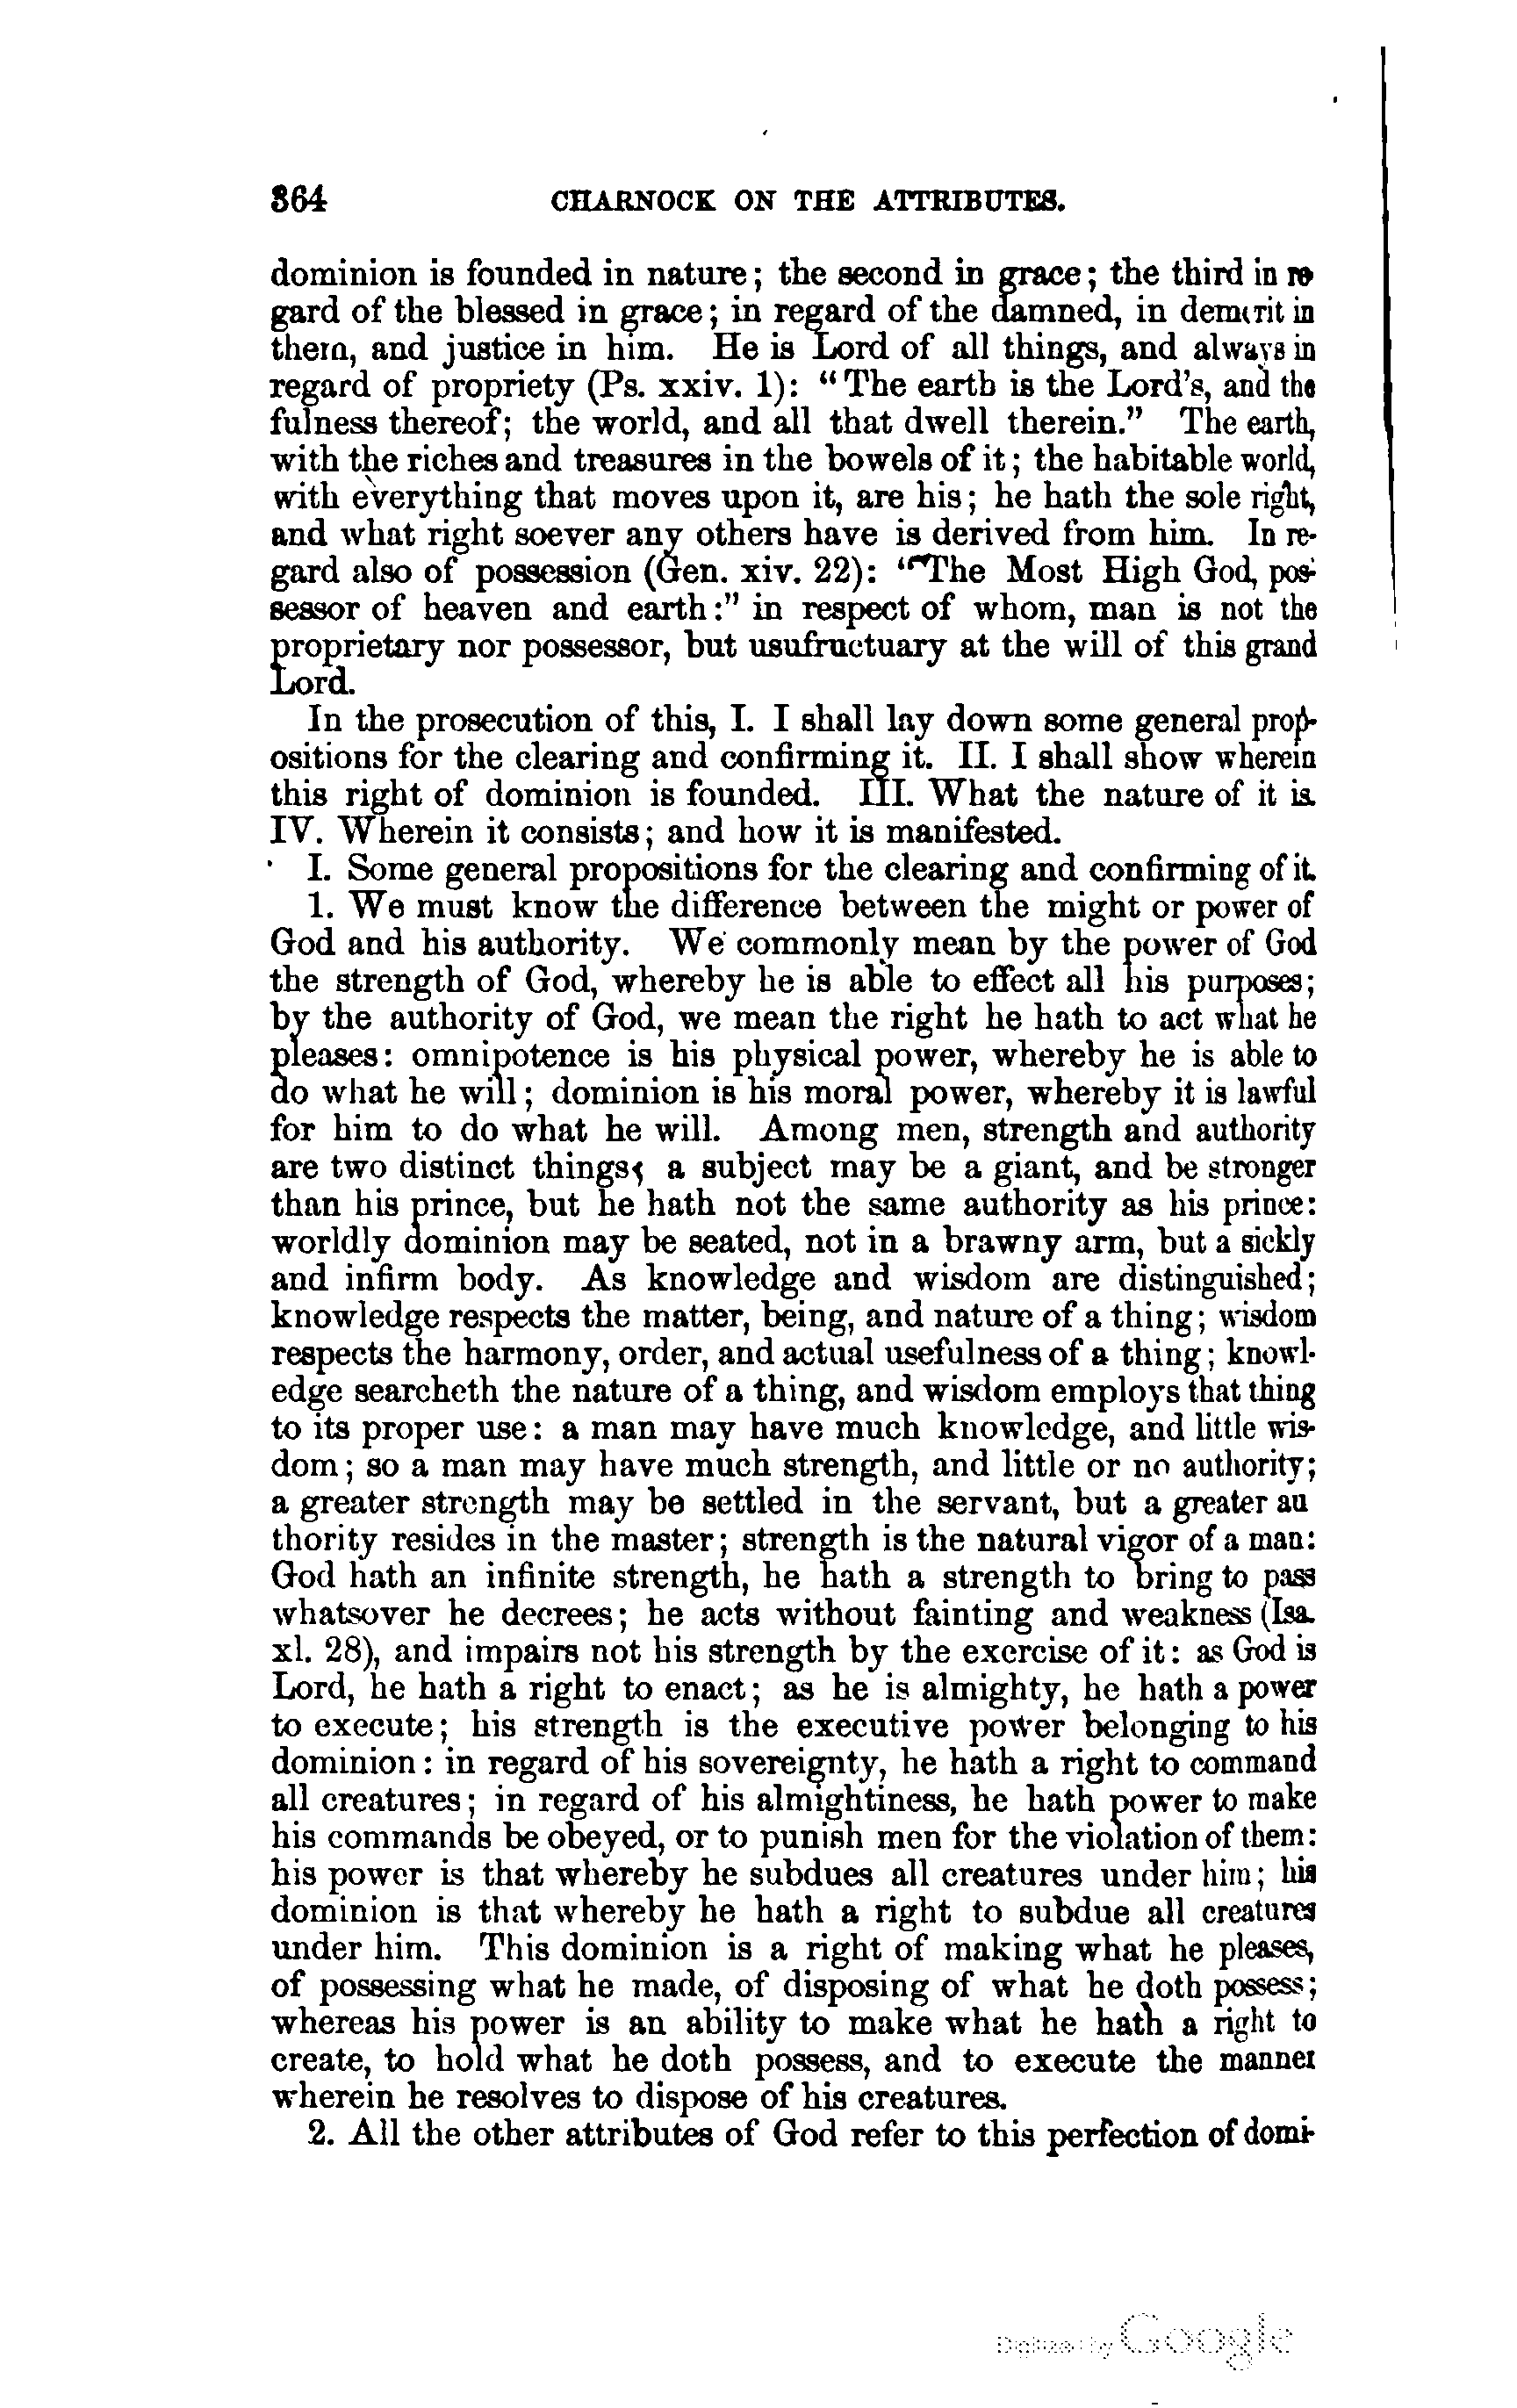 364 CHARNOCK ON THE ATTRIBUTES.
dominion is founded in nature; the second in grace; the third in re
gard of the blessed in grace; in regard of the damned, in demerit in
them, and justice in him. He is Lord of all things, and always in
regard of propriety (Ps. xxiv. 1): “The earth is the Lord's, and the
fulness thereof; the world, and all that dwell therein.” The earth,
with the riches and treasures in the bowels of it; the habitable world,
with everything that moves upon it, are his; he hath the sole right,
and what right soever any others have is derived from him. In re-
gard also of possession (Gen. xiv. 22): “The Most High God, pos-
sessor of heaven and earth:” in respect of whom, man is not the
proprietary nor possessor, but usufructuary at the will of this grand
Lord.
In the prosecution of this, I. I shall lay down some general prop-
ositions for the clearing and confirming it. II. I shall show wherein
this right of dominion is founded. III. What the nature of it is.
IV. Wherein it consists; and how it is manifested.
I. Some general propositions for the clearing and confirming of it.
1. We must know the difference between the might or power of
God and his authority. We commonly mean by the power of God
the strength of God, whereby he is able to effect all his purposes;
by the authority of God, we mean the right he hath to act what he
pleases: omnipotence is his physical power, whereby he is able to
do what he will; dominion is his moral power, whereby it is lawful
for him to do what he will. Among men, strength and authority
are two distinct things; a subject may be a giant, and be stronger
than his prince, but he hath not the same authority as his prince:
worldly dominion may be seated, not in a brawny arm, but a sickly
and infirm body. As knowledge and wisdom are distinguished;
knowledge respects the matter, being, and nature of a thing; wisdom
respects the harmony, order, and actual usefulness of a thing; knowl-
edge searcheth the nature of a thing, and wisdom employs that thing
to its proper use: a man may have much knowledge, and little wis-
dom; so a man may have much strength, and little or no authority;
a greater strength may be settled in the servant, but a greater au
thority resides in the master; strength is the natural vigor of a man:
God hath an infinite strength, he hath a strength to bring to pass
whatsover he decrees; he acts without fainting and weakness (Isa.
xl. 28), and impairs not his strength by the exercise of it: as God is
Lord, he hath a right to enact; as he is almighty, he hath a power
to execute; his strength is the executive power belonging to his
dominion: in regard of his sovereignty, he hath a right to command
all creatures; in regard of his almightiness, he hath power to make
his commands be obeyed, or to punish men for the violation of them:
his power is that whereby he subdues all creatures under him; his
dominion is that whereby he hath a right to subdue all creatures
under him. This dominion is a right of making what he pleases,
of possessing what he made, of disposing of what he doth possess;
whereas his power is an ability to make what he hath a right to
create, to hold what he doth possess, and to execute the manner
wherein he resolves to dispose of his creatures.
2. All the other attributes of God refer to this perfection of domi-
Digitized by Google